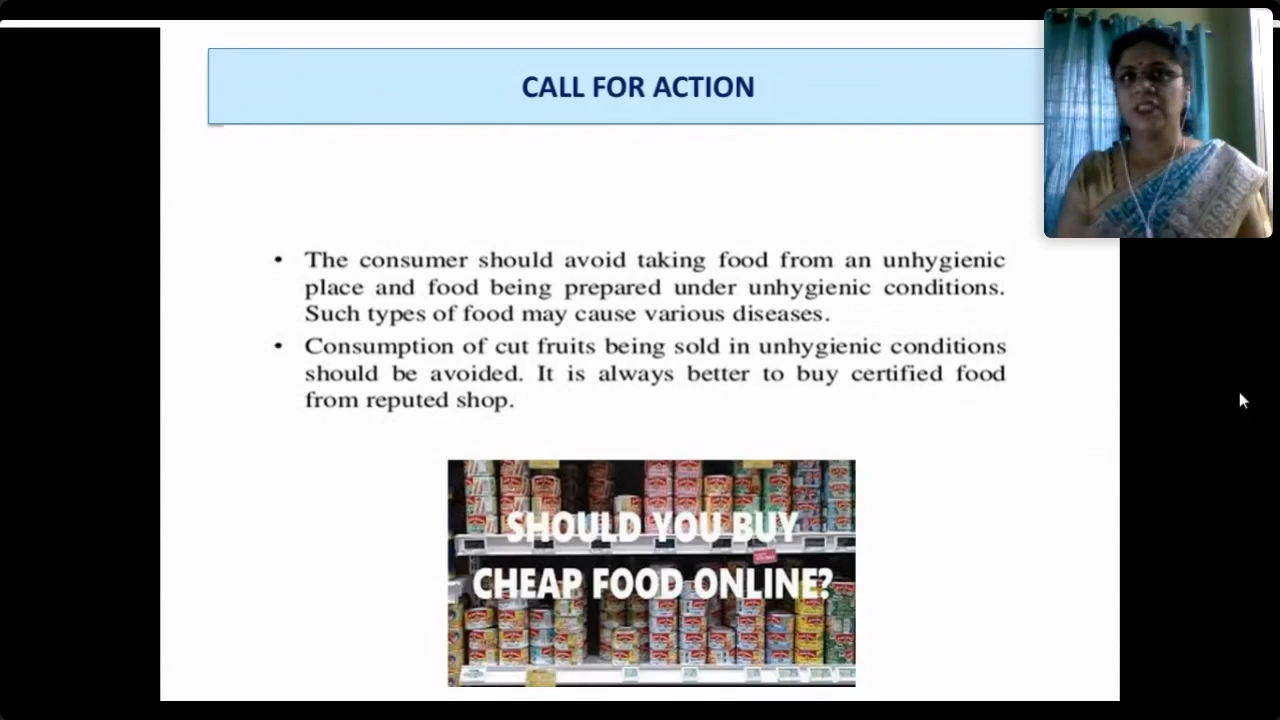 CALL FOR ACTION
• The consumer should avoid taking food from an unhygienic
place and food being prepared under unhygienic conditions.
Such types of food may cause various diseases.
• Consumption of cut fruits being sold in unhygienic conditions
should be avoided. It is always better to buy certified food
from reputed shop.
SHOULD YOU BUY
CHEAP FOOD ONLINE?